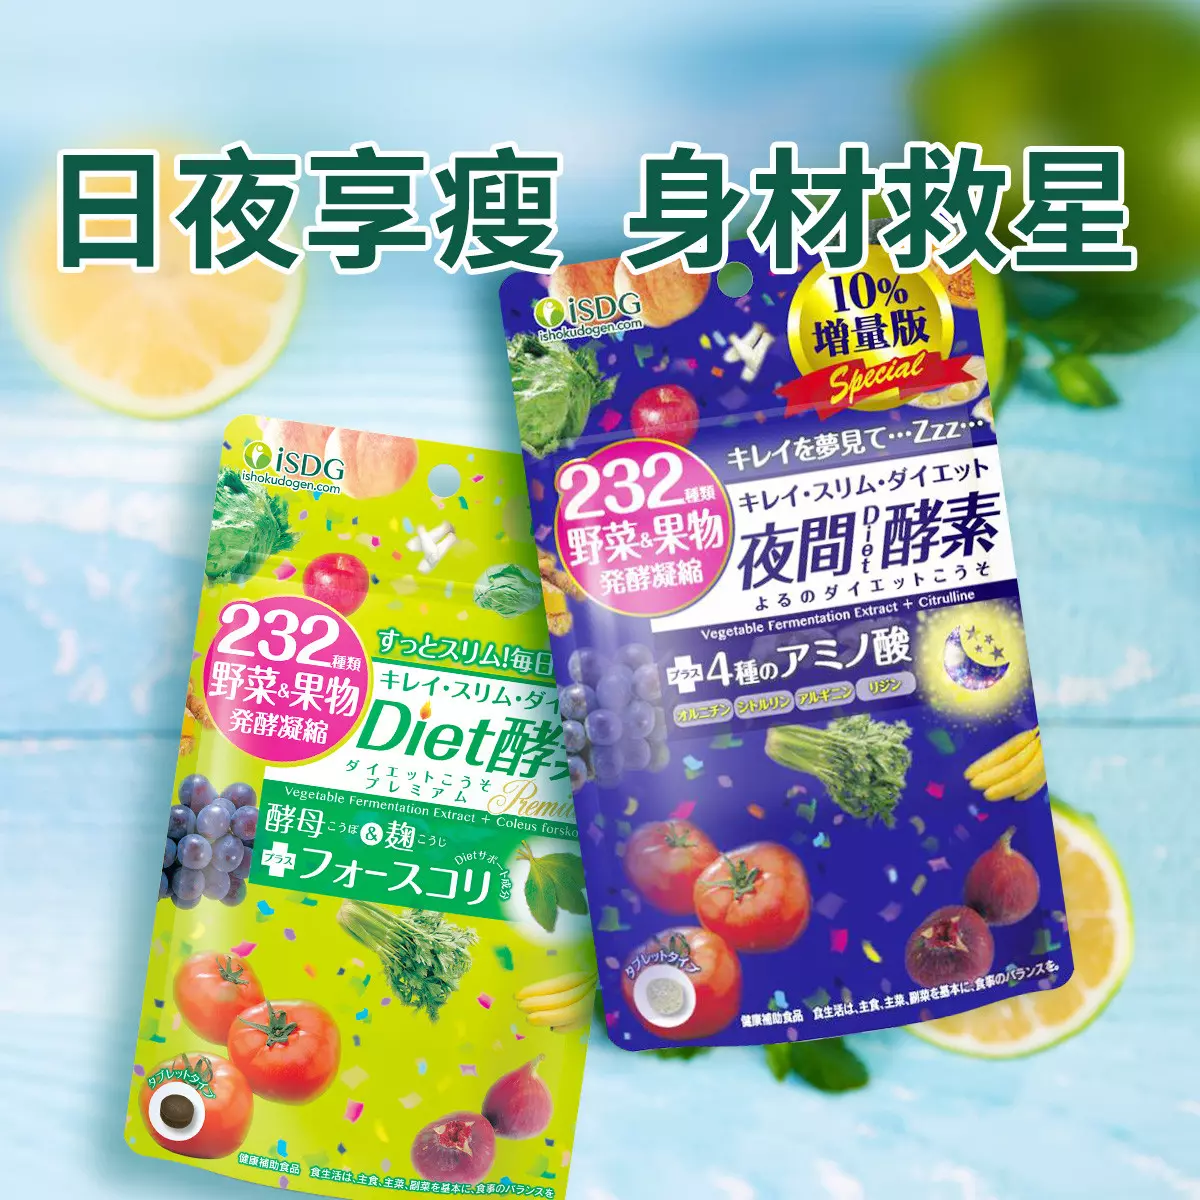 日夜享瘦 身材救星
iSDG
ishokudogen.com
10%
増量版
Special
キレイを夢見て…Zzz…
232種類
野菜&果物
発酵凝縮
キレイ・スリム・ダイエット
夜間Diet酵素
よるのダイエットこうそ
Vegetable Fermentation Extract + Citrulline
プラス+4種のアミノ酸
オルニチン シトルリン アルギニン リジン
タブレットタイプ
健康補助食品 食生活は、主食、主菜、副菜を基本に、食事のバランスを。
iSDG
ishokudogen.com
232種類
野菜&果物
発酵凝縮
すっとスリム!毎日
キレイ・スリム・ダイ
Diet酵素
ダイエットこうそ
プレミアム
Premiu
Vegetable Fermentation Extract + Coleus forsko
酵母こうぼ&麹こうじ
プラス+フォースコリ
Dietサポート成分
タブレットタイプ
健康補助食品 食生活は、主食、主菜、副菜を基本に、食事のバランスを